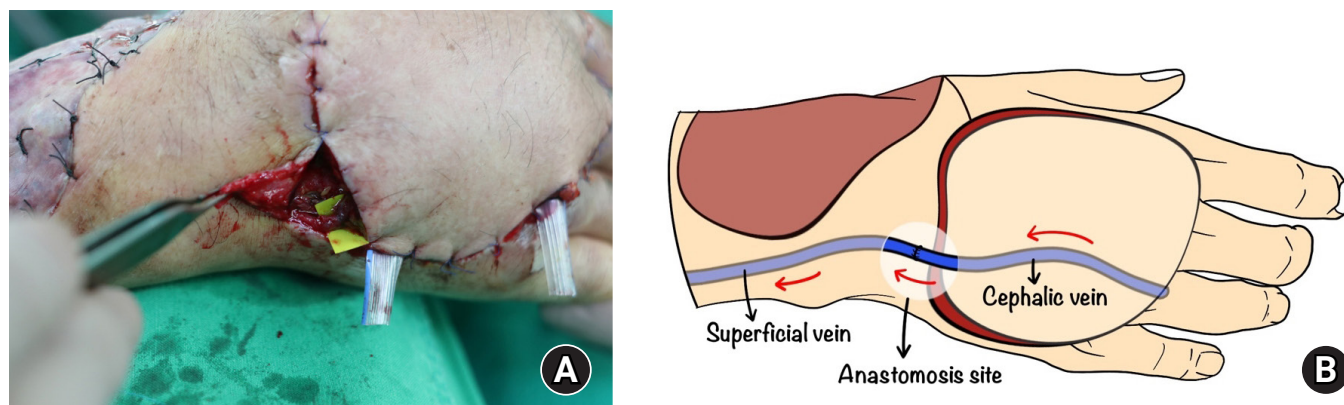 A
Cephalic vein
Superficial vein
Anastomosis site
B